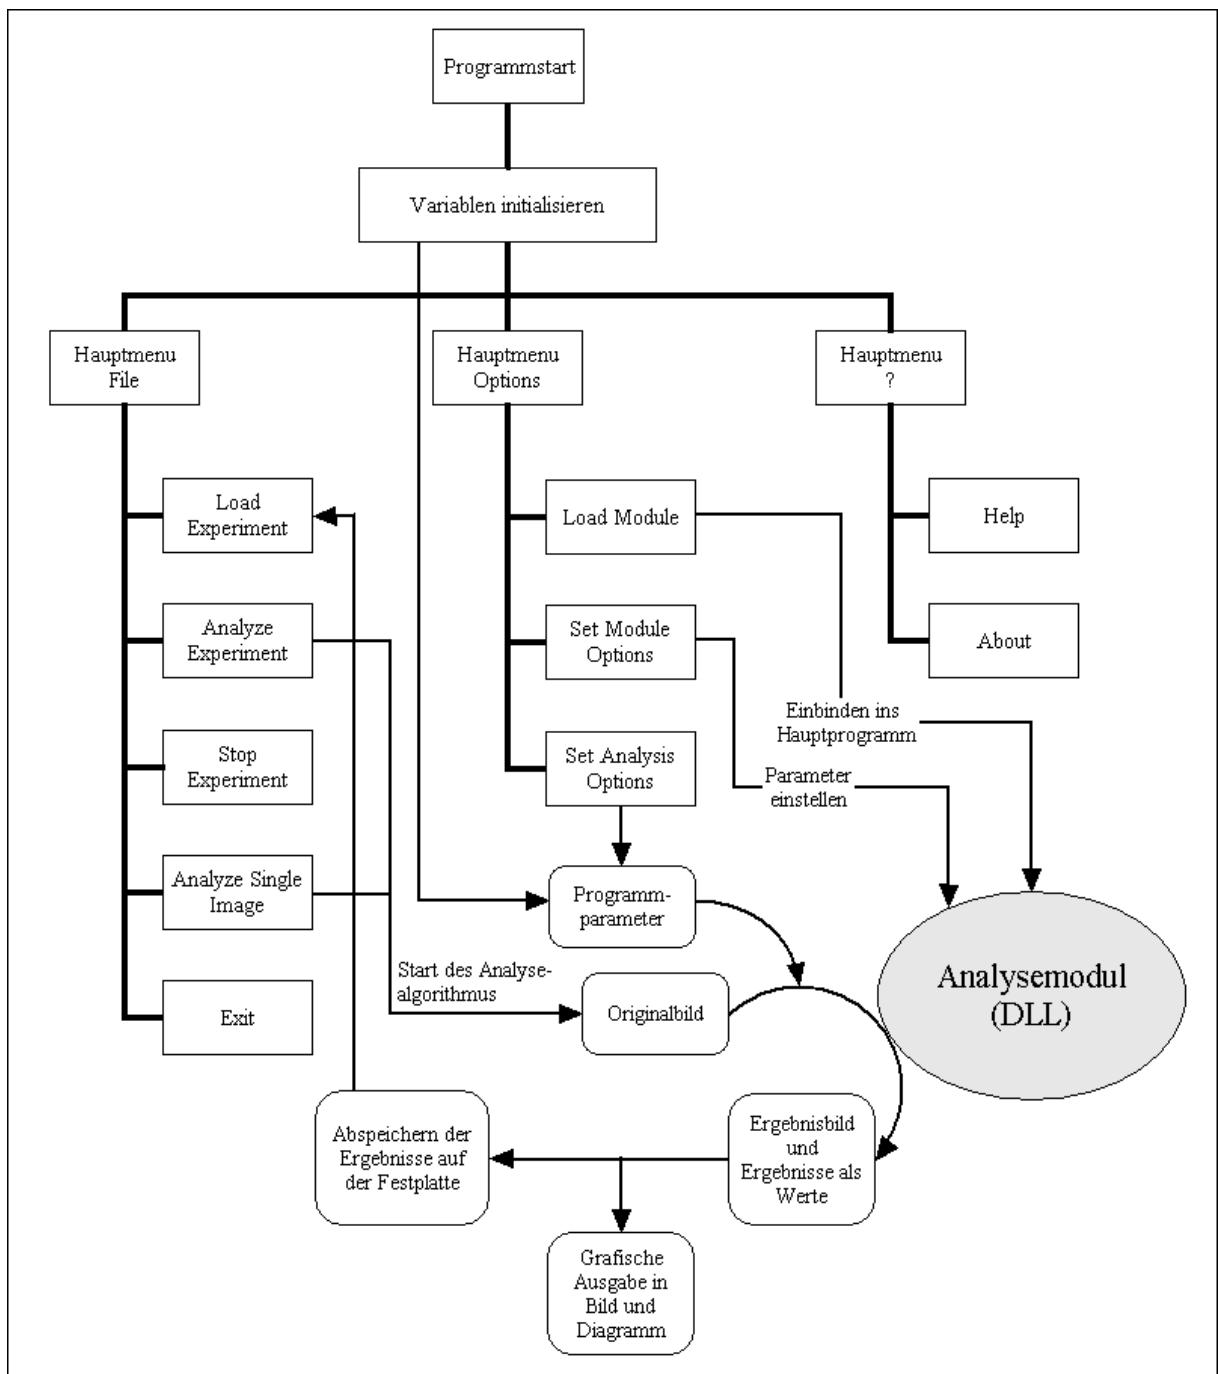 Programmstart
Variablen initialisieren
Hauptmenu
File
Hauptmenu
Options
Hauptmenu
?
Load
Experiment
Load Module
Help
Analyze
Experiment
Set Module
Options
About
Einbinden ins
Hauptprogramm
Stop
Experiment
Set Analysis
Options
Parameter
einstellen
Analyze Single
Image
Programm-
parameter
Start des Analyse-
algorithmus
Analysemodul
(DLL)
Exit
Originalbild
Abspeichern der
Ergebnisse auf
der Festplatte
Ergebnisbild
und
Ergebnisse als
Werte
Grafische
Ausgabe in
Bild und
Diagramm